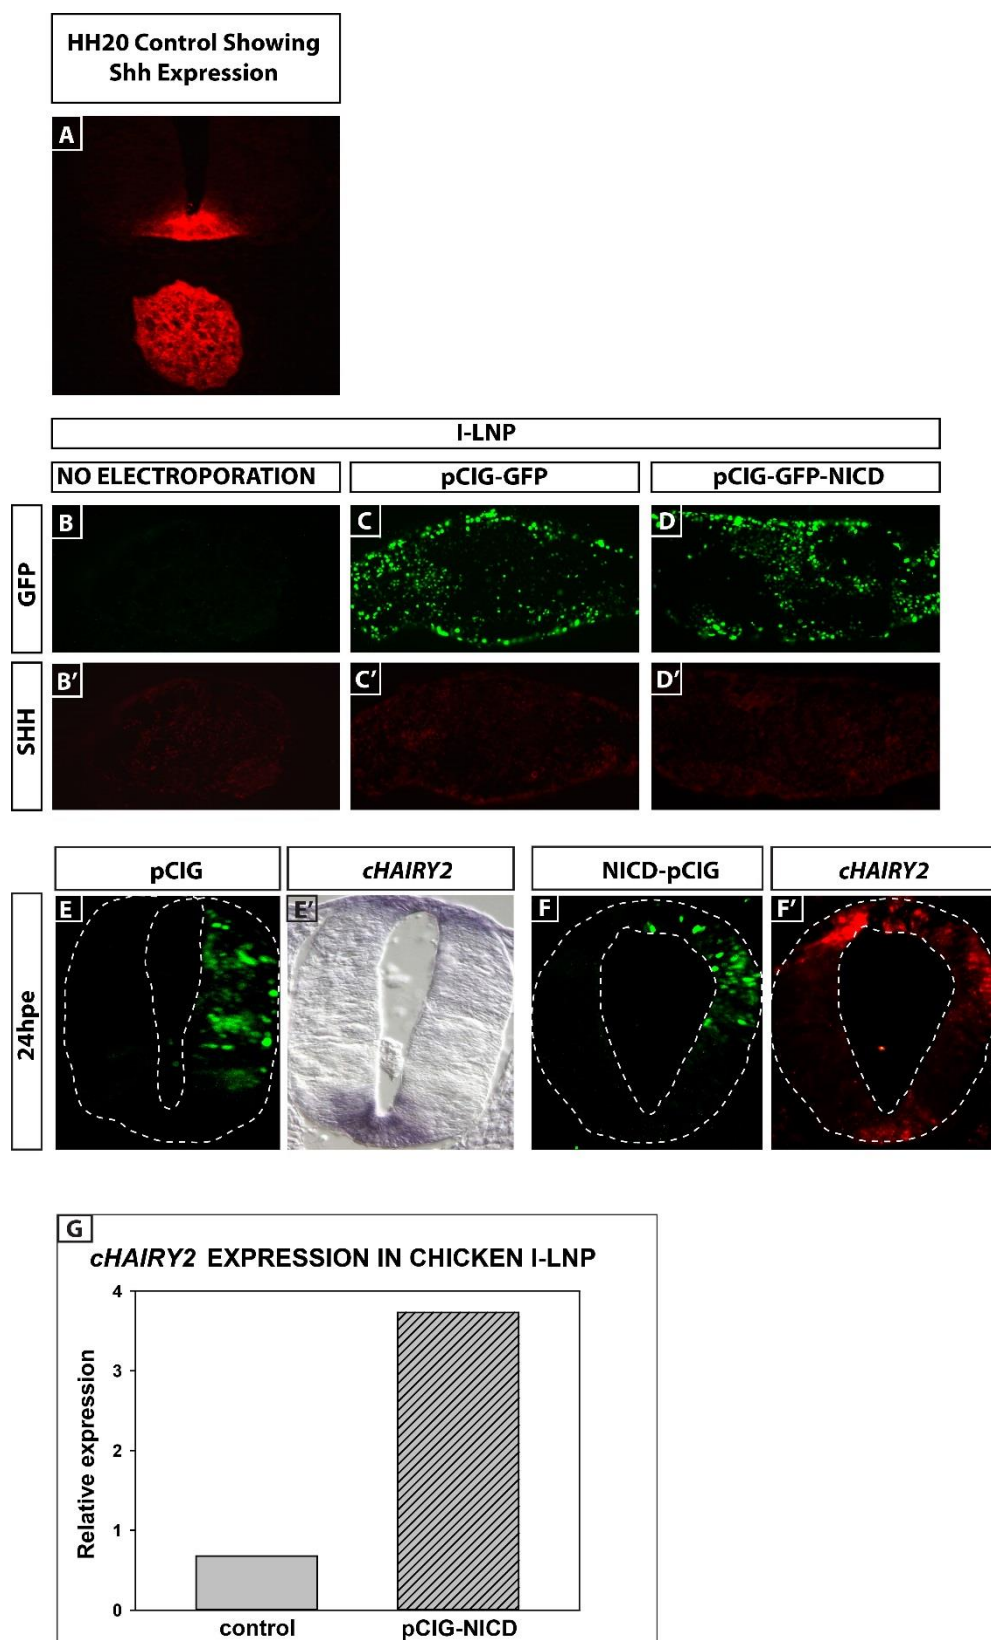 HH20 Control Showing
Shh Expression
A
I-LNP
NO ELECTROPORATION
pCIG-GFP
pCIG-GFP-NICD
GFP
B
C
D
SHH
B'
C'
D'
pCIG
cHAIRY2
NICD-pCIG
cHAIRY2
24hpe
E
E'
F
F'
G
cHAIRY2 EXPRESSION IN CHICKEN I-LNP
Relative expression
4
3
2
1
0
control
pCIG-NICD